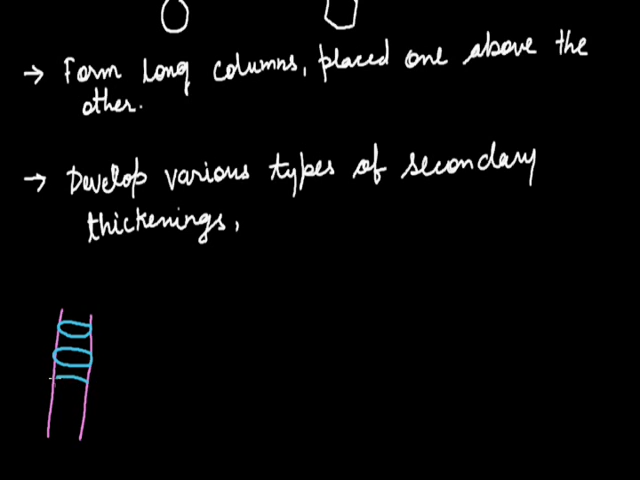 → Form long columns, placed one above the
other.
→ Develop various types of secondary
thickenings,